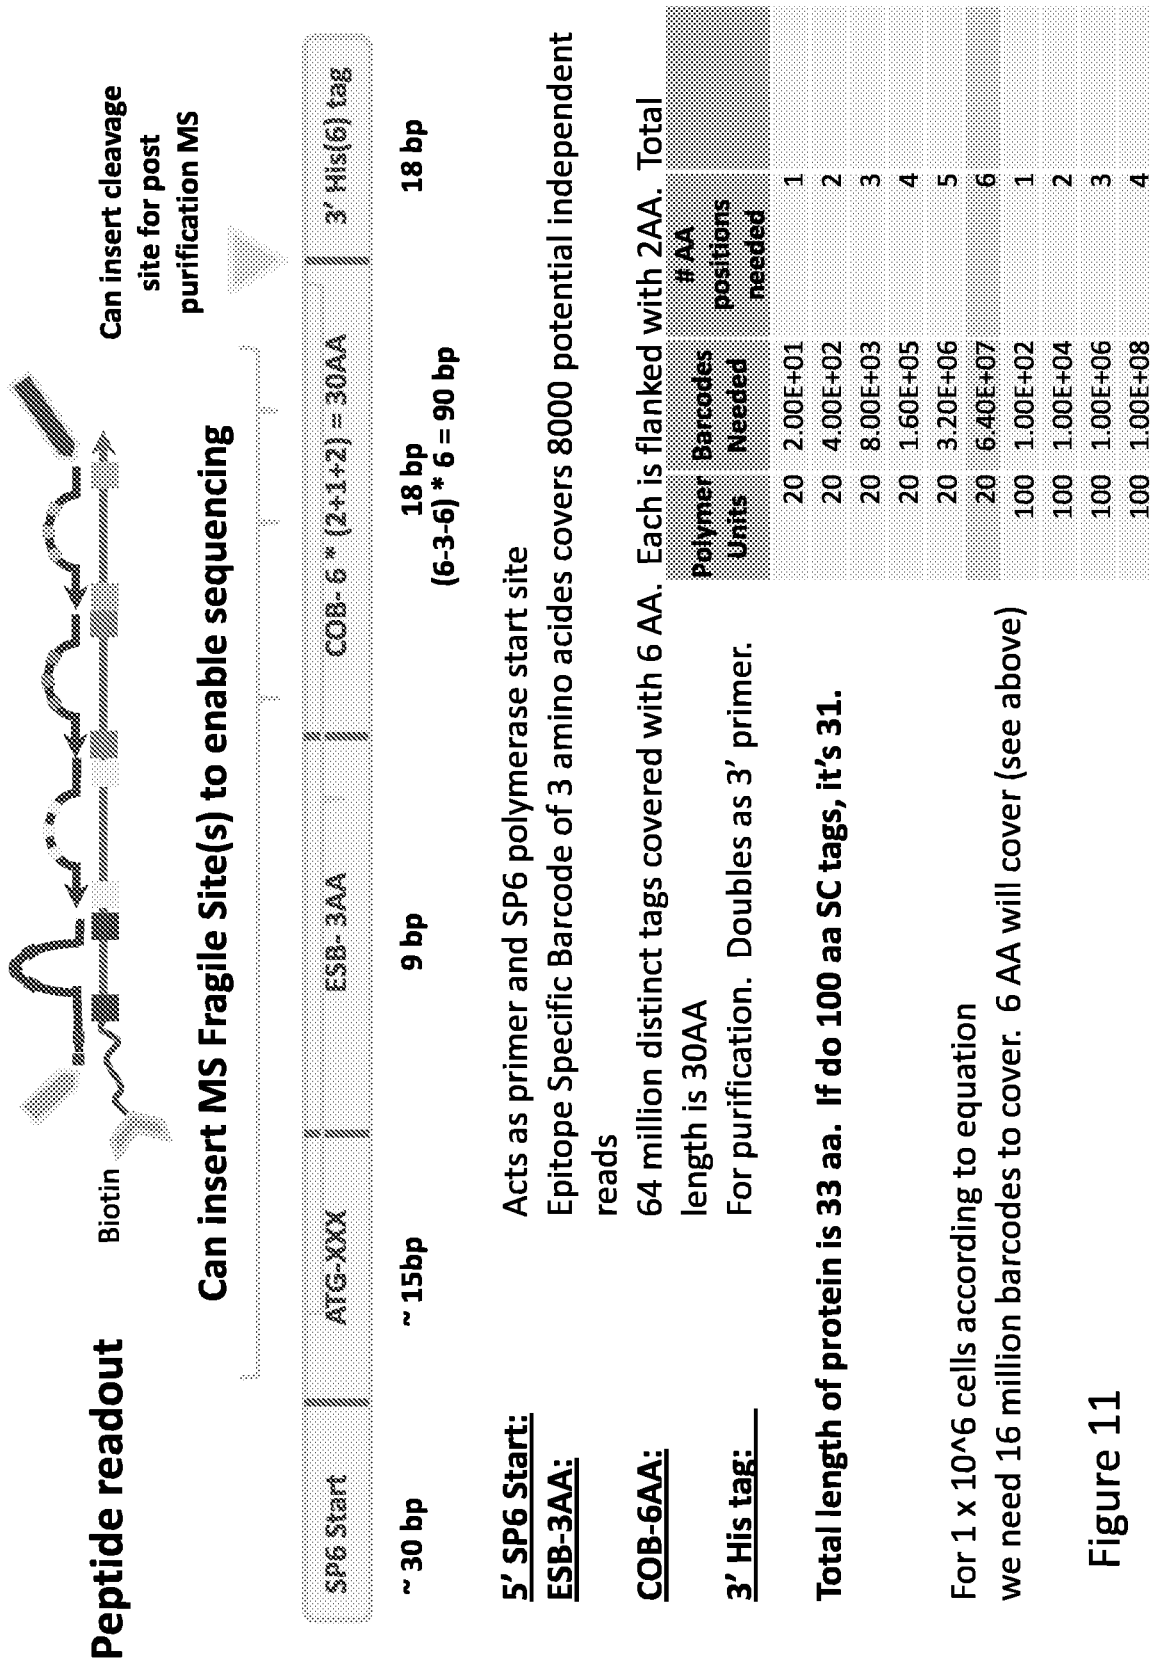 Peptide readout
Biotin
Can insert cleavage
site for post
purification MS
Can insert MS Fragile Site(s) to enable sequencing
SP6 Start
ATG-XXX
ESB- 3AA
COB- 6 * (2+1+2) = 30AA
3’ His(6) tag
~ 30 bp
~ 15bp
9 bp
18 bp
(6-3-6) * 6 = 90 bp
18 bp
5’ SP6 Start: Acts as primer and SP6 polymerase start site
ESB-3AA: Epitope Specific Barcode of 3 amino acides covers 8000 potential independent
reads
COB-6AA: 64 million distinct tags covered with 6 AA. Each is flanked with 2AA. Total
length is 30AA
3’ His tag: For purification. Doubles as 3’ primer.
Total length of protein is 33 aa. If do 100 aa SC tags, it’s 31.
For 1 x 10^6 cells according to equation
we need 16 million barcodes to cover. 6 AA will cover (see above)
Polymer Units Barcodes Needed # AA positions needed
20 2.00E+01 1
20 4.00E+02 2
20 8.00E+03 3
20 1.60E+05 4
20 3.20E+06 5
20 6.40E+07 6
100 1.00E+02 1
100 1.00E+04 2
100 1.00E+06 3
100 1.00E+08 4
Figure 11